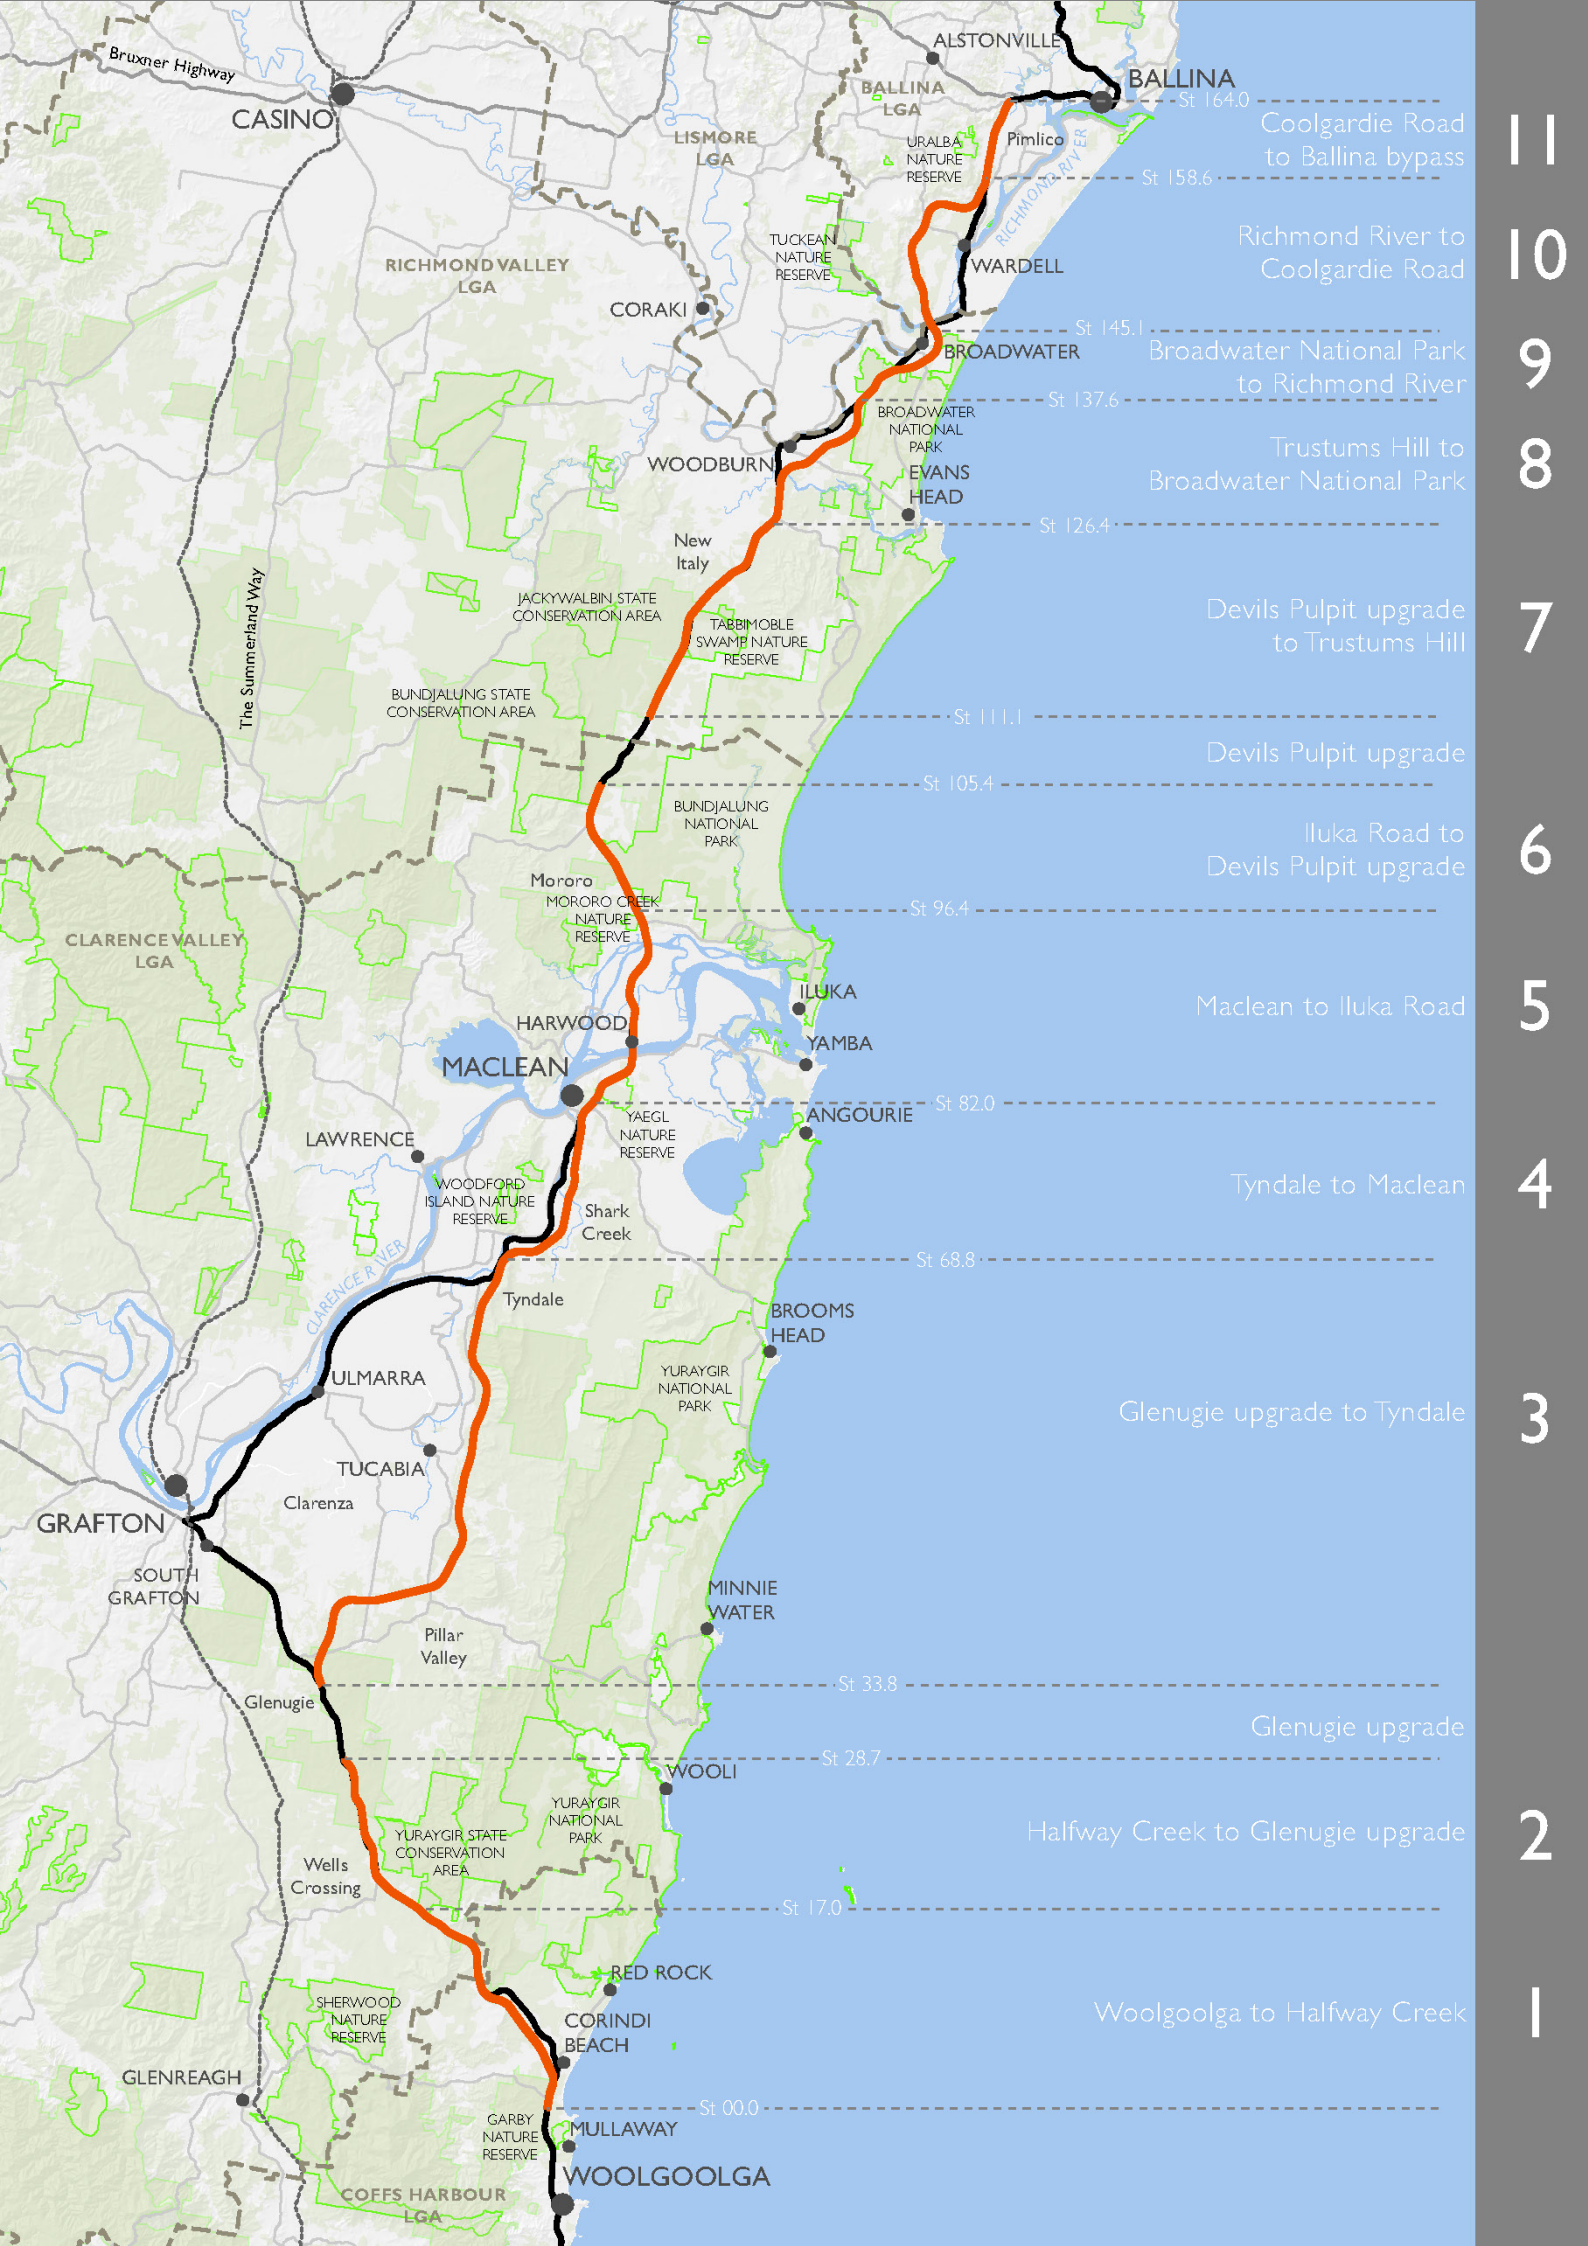 ALSTONVILLE
Bruxner Highway
BALLINA
CASINO
BALLINA
LGA
St 164.0
Coolgardie Road
to Ballina bypass
11
LISMORE
LGA
URALBA
NATURE
RESERVE
Pimlico
RICHMOND RIVER
St 158.6
TUCKEAN
NATURE
RESERVE
Richmond River to
Coolgardie Road
10
RICHMOND VALLEY
LGA
WARDELL
CORAKI
St 145.1
BROADWATER
Broadwater National Park
to Richmond River
9
St 137.6
BROADWATER
NATIONAL
PARK
WOODBURN
Trustums Hill to
Broadwater National Park
8
EVANS
HEAD
St 126.4
New
Italy
The Summerland Way
JACKYWALBIN STATE
CONSERVATION AREA
TABBIMOBLE
SWAMP NATURE
RESERVE
Devils Pulpit upgrade
to Trustums Hill
7
BUNDJALUNG STATE
CONSERVATION AREA
St 111.1
Devils Pulpit upgrade
St 105.4
BUNDJALUNG
NATIONAL
PARK
Iluka Road to
Devils Pulpit upgrade
6
Mororo
MORORO CREEK
NATURE
RESERVE
St 96.4
CLARENCE VALLEY
LGA
ILUKA
Maclean to Iluka Road
5
HARWOOD
YAMBA
MACLEAN
St 82.0
ANGOURIE
YAEGL
NATURE
RESERVE
LAWRENCE
WOODFORD
ISLAND NATURE
RESERVE
Tyndale to Maclean
4
Shark
Creek
CLARENCE RIVER
St 68.8
Tyndale
BROOMS
HEAD
ULMARRA
YURAYGIR
NATIONAL
PARK
Glenugie upgrade to Tyndale
3
TUCABIA
Clarenza
GRAFTON
SOUTH
GRAFTON
MINNIE
WATER
Pillar
Valley
St 33.8
Glenugie
Glenugie upgrade
St 28.7
WOOLI
YURAYGIR
NATIONAL
PARK
YURAYGIR STATE
CONSERVATION
AREA
Halfway Creek to Glenugie upgrade
2
Wells
Crossing
St 17.0
RED ROCK
SHERWOOD
NATURE
RESERVE
CORINDI
BEACH
Woolgoolga to Halfway Creek
1
GLENREAGH
St 00.0
GARBY
NATURE
RESERVE
MULLAWAY
WOOLGOOLGA
COFFS HARBOUR
LGA